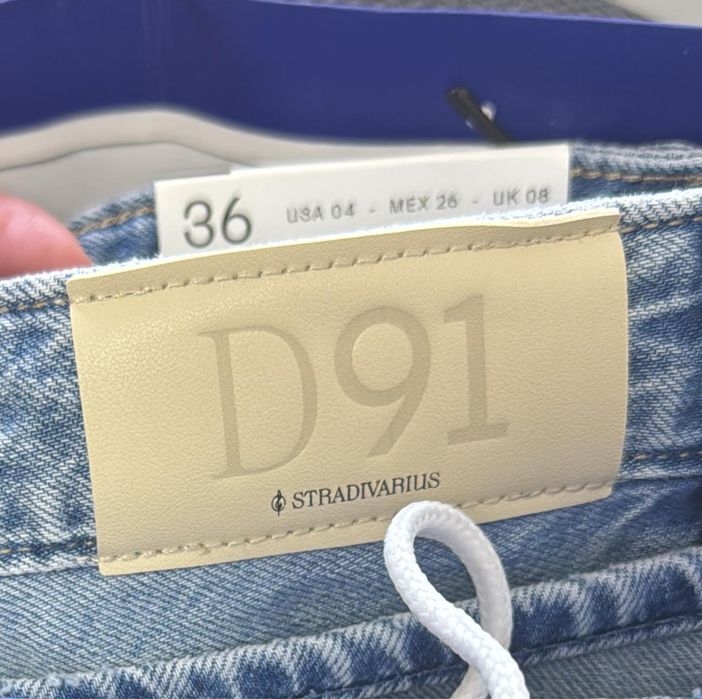 36 USA 04 - MEX 26 - UK 08
D91
STRADIVARIUS